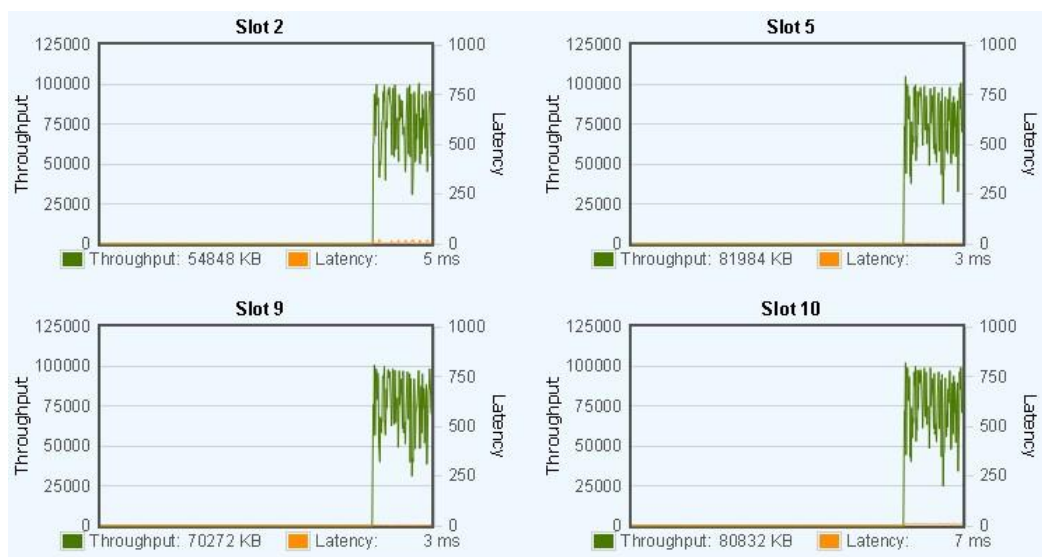 Slot 2
125000
100000
75000
50000
25000
0
Throughput
1000
750
500
250
0
Latency
Throughput: 54848 KB Latency: 5 ms
Slot 5
125000
100000
75000
50000
25000
0
Throughput
1000
750
500
250
0
Latency
Throughput: 81984 KB Latency: 3 ms
Slot 9
125000
100000
75000
50000
25000
0
Throughput
1000
750
500
250
0
Latency
Throughput: 70272 KB Latency: 3 ms
Slot 10
125000
100000
75000
50000
25000
0
Throughput
1000
750
500
250
0
Latency
Throughput: 80832 KB Latency: 7 ms